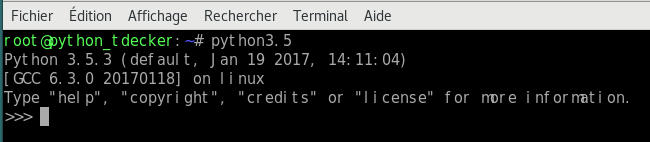 Fichier Édition Affichage Rechercher Terminal Aide
root@python_tdecker:~# python3.5
Python 3.5.3 (default, Jan 19 2017, 14:11:04)
[GCC 6.3.0 20170118] on linux
Type "help", "copyright", "credits" or "license" for more information.
>>>